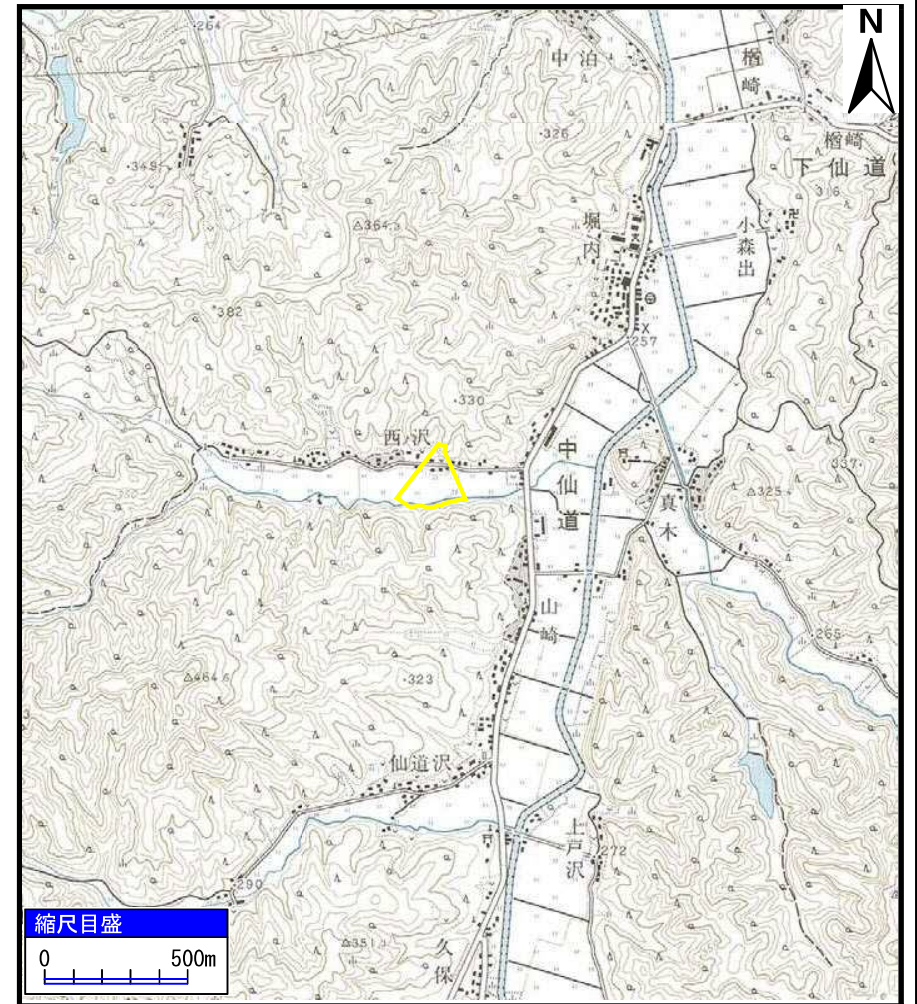 N
・264
中泊
楢崎
・326
楢崎
下仙道
316
・349
△364.3
堀内
小森出
・382
257
・330
西ノ沢
中仙道
真木
337・
△325
山崎
・265
・323
△464.6
仙道沢
上戸沢
272
・290
△351.1
久保
縮尺目盛
0 500m